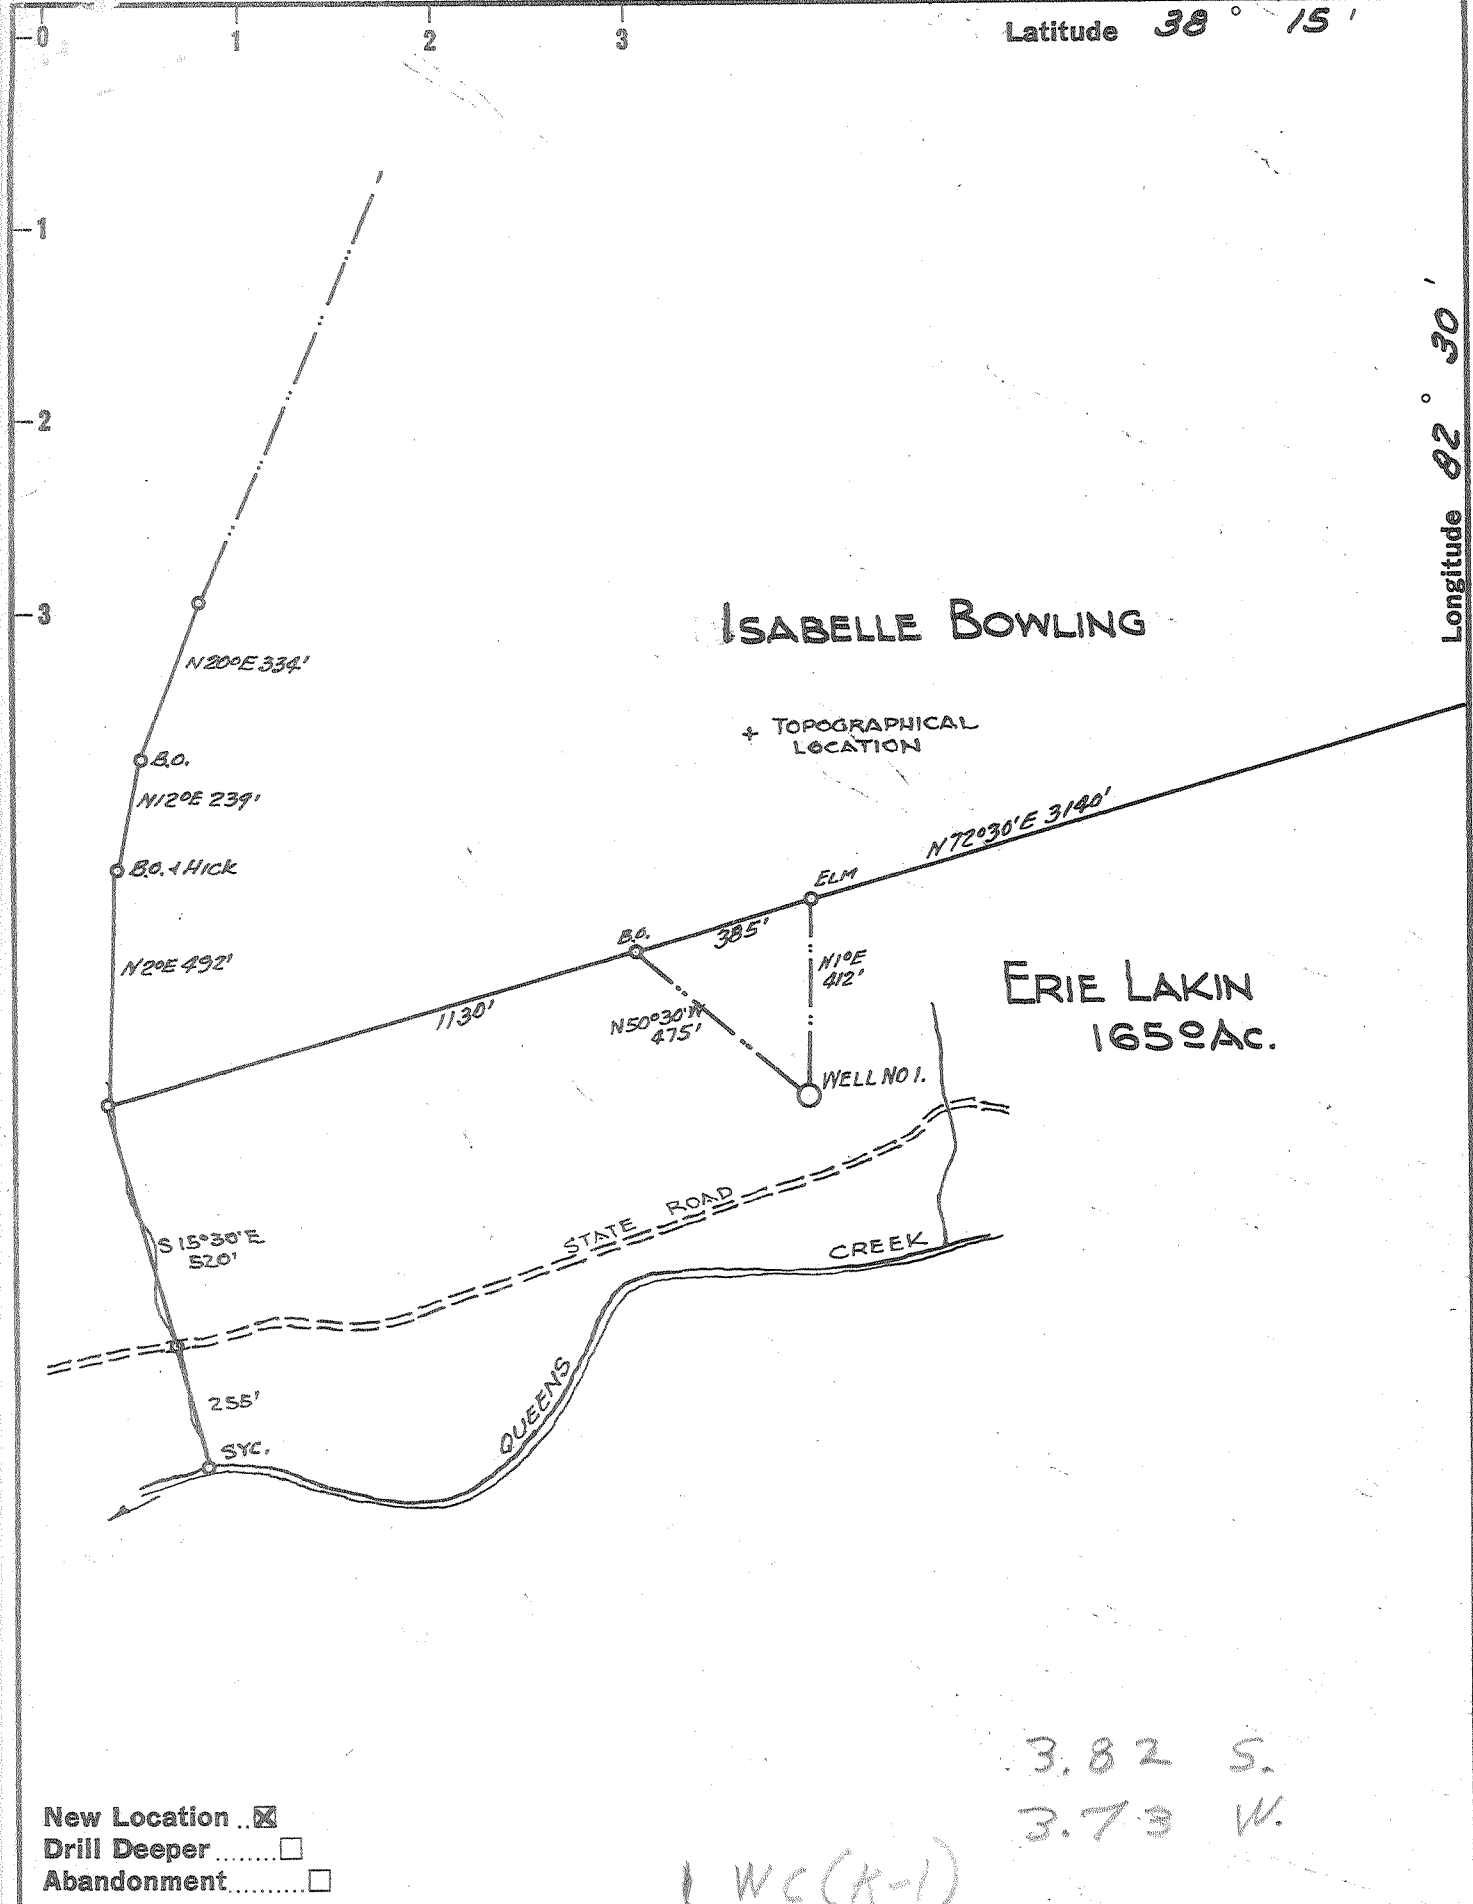 0 1 2 3
Latitude 38° 15'
1
2
3
Longitude 82° 30'
ISABELLE BOWLING
N20°E 334'
+ TOPOGRAPHICAL
LOCATION
B.O.
N12°E 239'
N72°30'E 3140'
B.O. & HICK
ELM
B.O.
385'
N2°E 492'
N1°E
412'
ERIE LAKIN
165 0 AC.
1130'
N50°30'W
475'
WELL NO 1.
STATE ROAD
S 15°30'E
520'
CREEK
QUEENS
255'
SYC.
3.82 S.
3.73 W.
New Location .. ☒
Drill Deeper ........ ☐
Abandonment .......... ☐
WC (K-1)